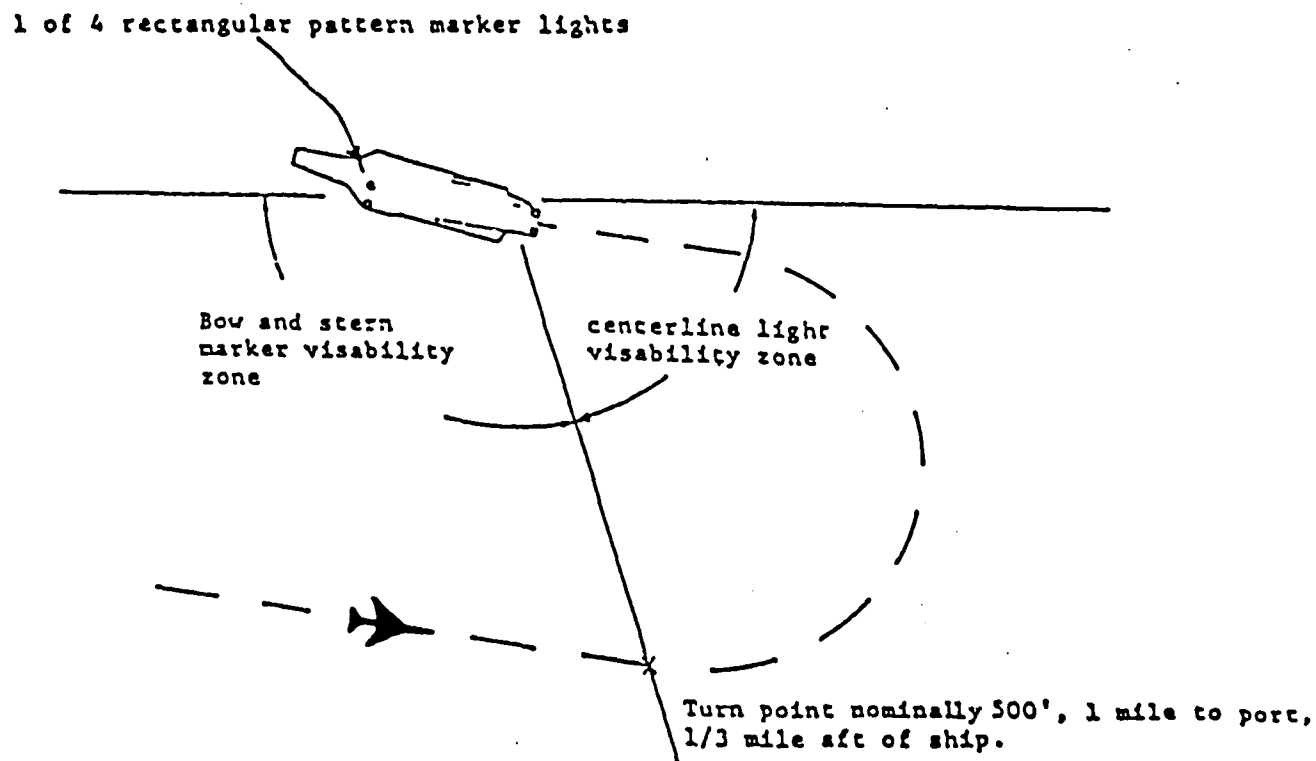 1 of 4 rectangular pattern marker lights
Bow and stern
marker visability
zone
centerline light
visability zone
Turn point nominally 500', 1 mile to port,
1/3 mile aft of ship.